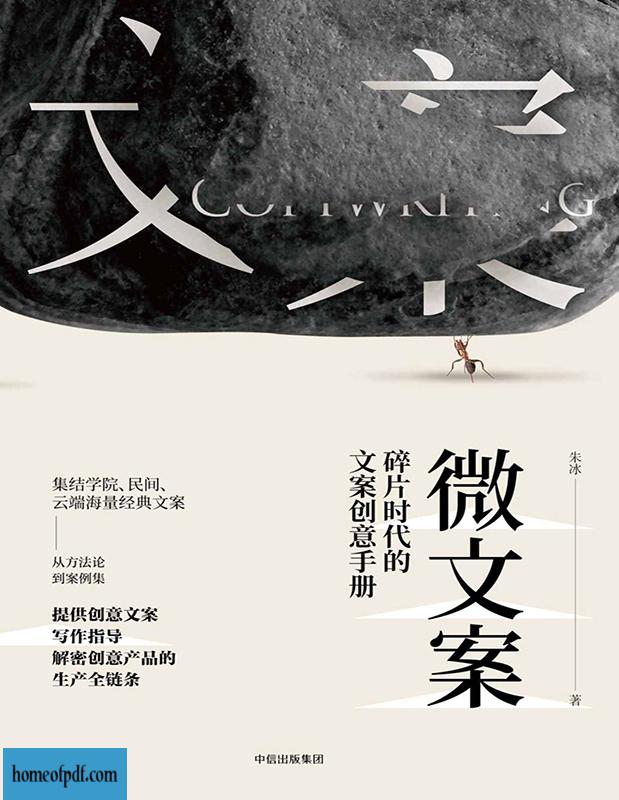 文案
COPYWRITING
微文案
碎片时代的
文案创意手册
朱冰
著
集结学院、民间、
云端海量经典文案
从方法论
到案例集
提供创意文案
写作指导
解密创意产品的
生产全链条
中信出版集团
homeofpdf.com